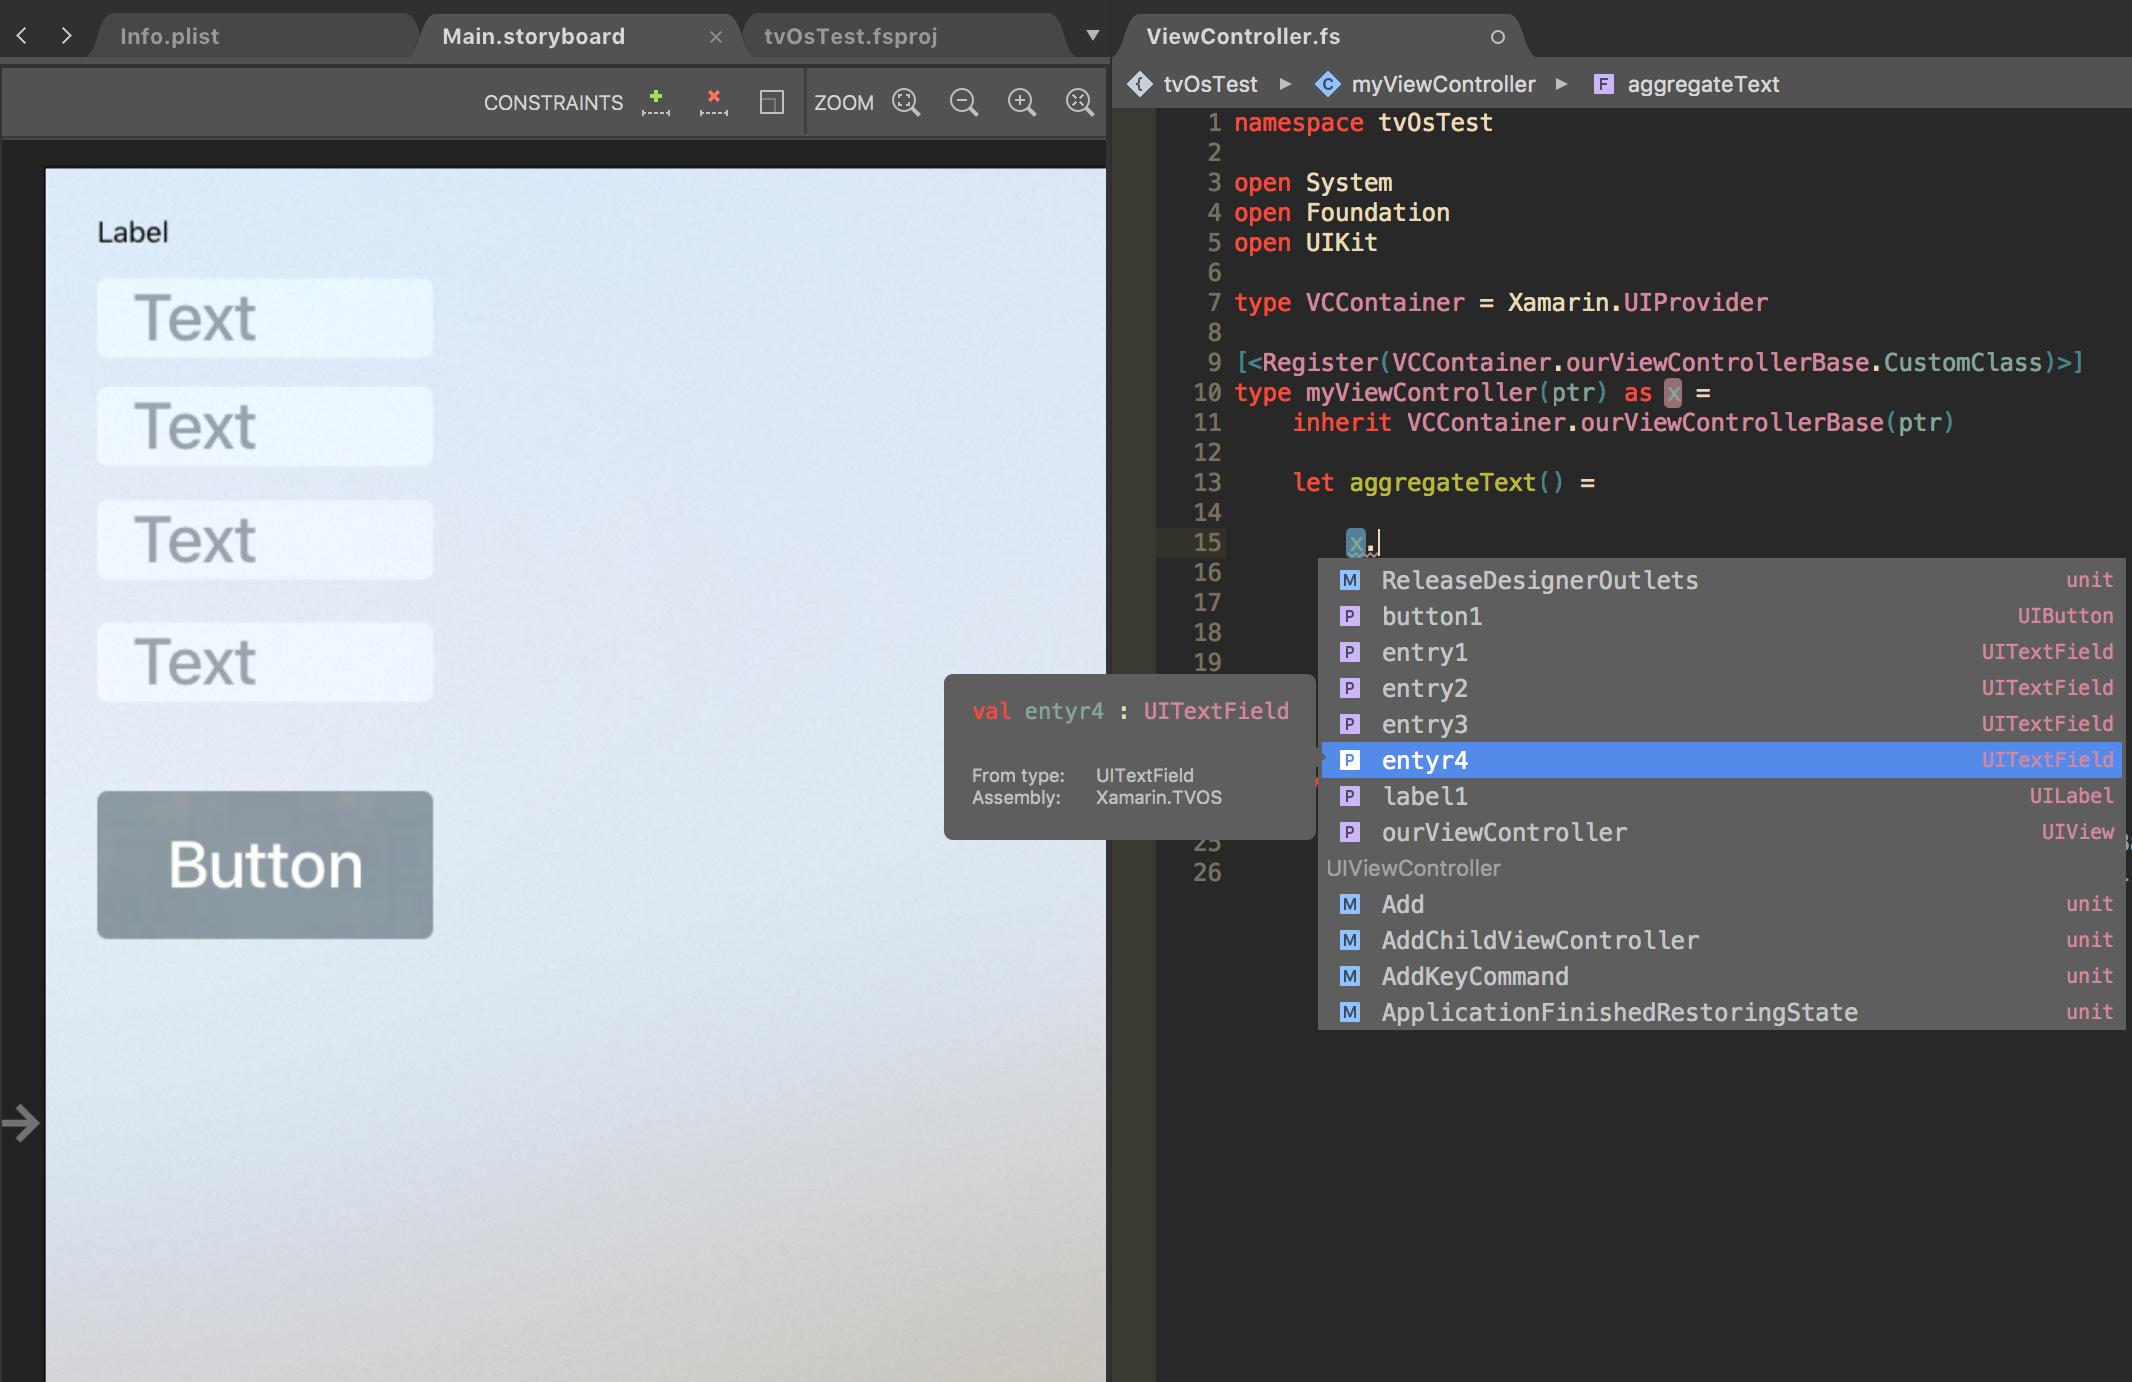 Info.plist
Main.storyboard
tvOsTest.fsproj
CONSTRAINTS
ZOOM
Label
Text
Text
Text
Text
Button
ViewController.fs
tvOsTest
myViewController
F aggregateText
1 namespace tvOsTest
2
3 open System
4 open Foundation
5 open UIKit
6
7 type VCContainer = Xamarin.UIProvider
8
9 [<Register(VCContainer.ourViewControllerBase.CustomClass)>]
10 type myViewController(ptr) as x =
11 inherit VCContainer.ourViewControllerBase(ptr)
12
13 let aggregateText() =
14
15 x.
16
17
18
19
25
26
val entyr4 : UITextField
From type: UITextField
Assembly: Xamarin.TVOS
M ReleaseDesignerOutlets unit
P button1 UIButton
P entry1 UITextField
P entry2 UITextField
P entry3 UITextField
P entyr4 UITextField
P label1 UILabel
P ourViewController UIView
UIViewController
M Add unit
M AddChildViewController unit
M AddKeyCommand unit
M ApplicationFinishedRestoringState unit